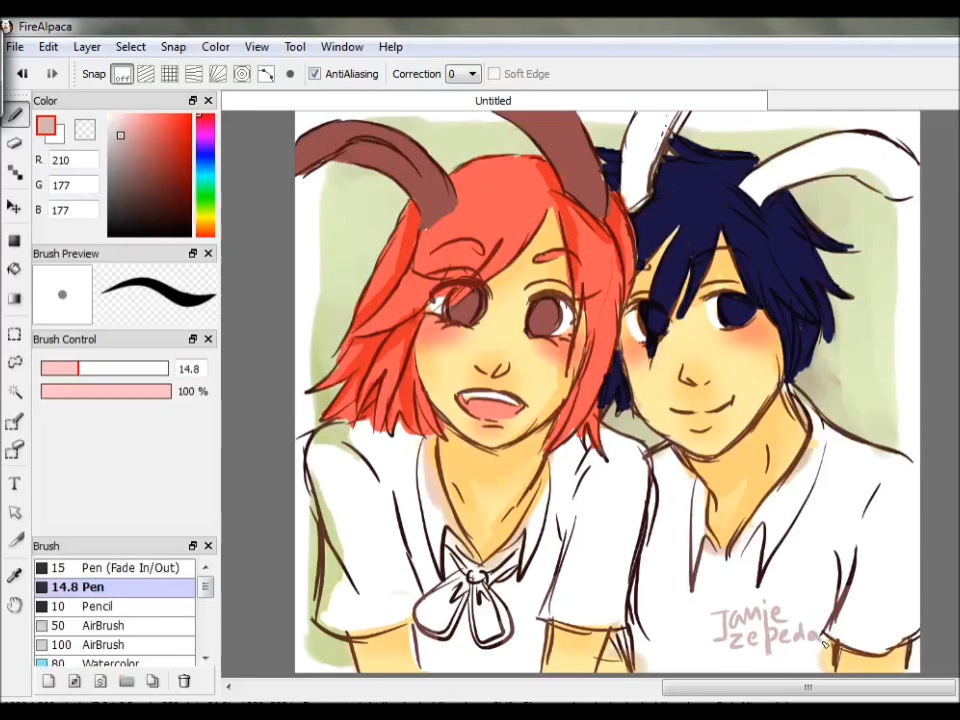 FireAlpaca
File Edit Layer Select Snap Color View Tool Window Help
Snap off AntiAliasing Correction 0 Soft Edge
Color
Untitled
R 210
G 177
B 177
Brush Preview
Brush Control
14.8
100 %
Brush
15 Pen (Fade In/Out)
14.8 Pen
10 Pencil
50 AirBrush
100 AirBrush
80 Watercolor
Jamie
zepeda